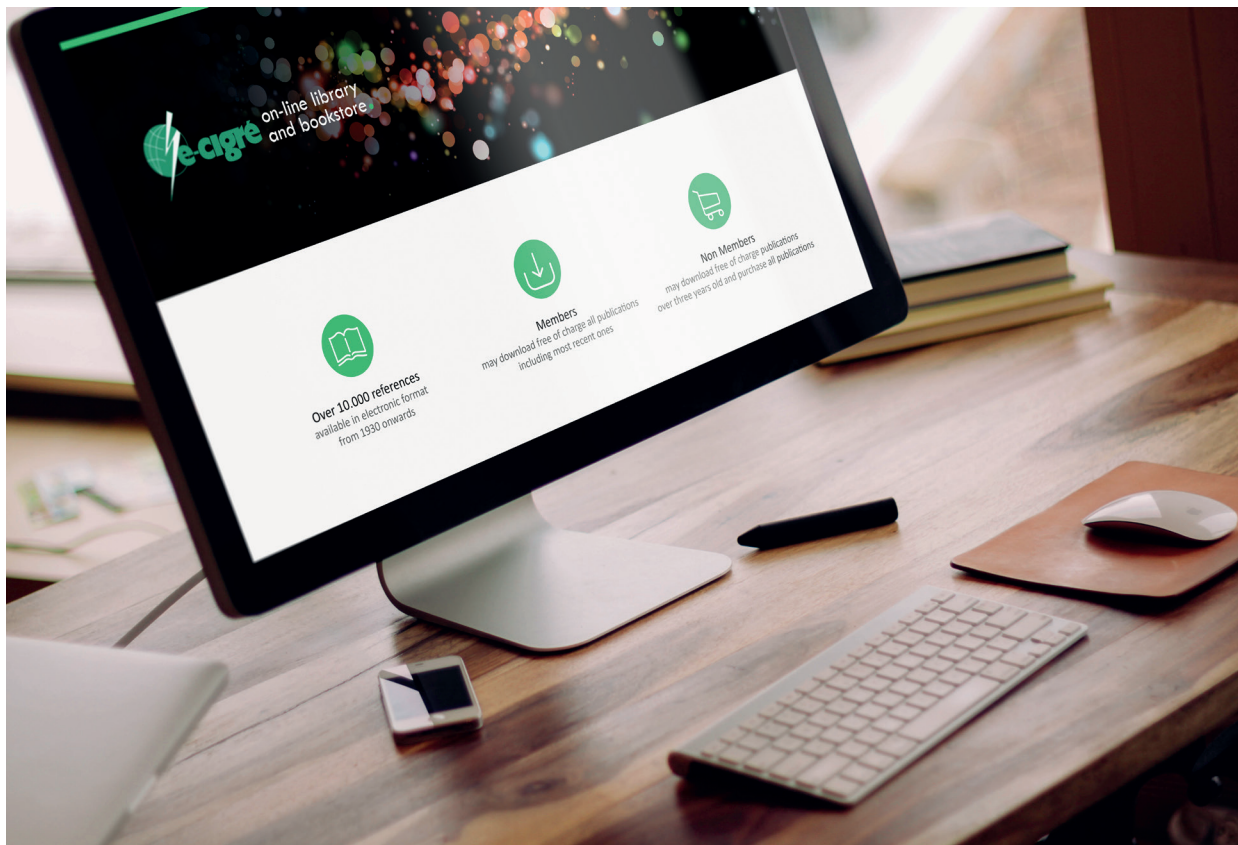 e-cigré
on-line library
and bookstore
Over 10.000 references
available in electronic format
from 1930 onwards
Members
may download free of charge all publications
including most recent ones
Non Members
may download free of charge publications
over three years old and purchase all publications